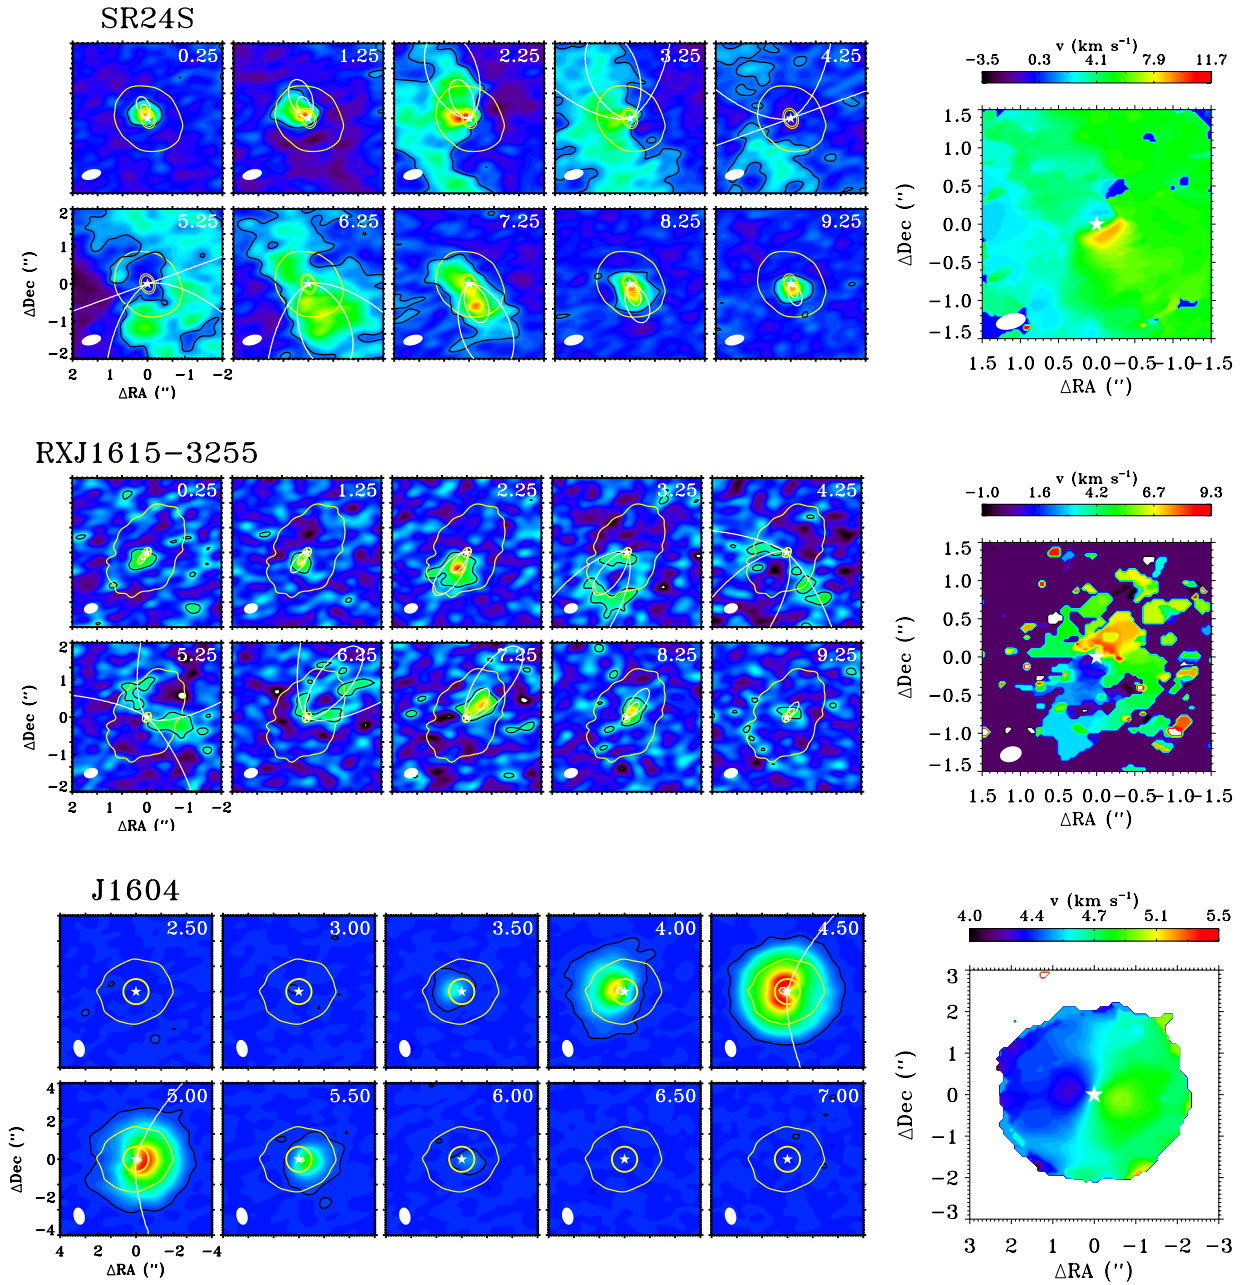 SR24S
0.25 1.25 2.25 3.25 4.25
v (km s⁻¹)
−3.5 0.3 4.1 7.9 11.7
5.25 6.25 7.25 8.25 9.25
2
1
0
−1
−2
ΔDec (")
2 1 0 −1 −2
ΔRA (")
1.5
1.0
0.5
0.0
−0.5
−1.0
−1.5
ΔDec (")
1.5 1.0 0.5 0.0 −0.5 −1.0 −1.5
ΔRA (")
RXJ1615−3255
0.25 1.25 2.25 3.25 4.25
v (km s⁻¹)
−1.0 1.6 4.2 6.7 9.3
5.25 6.25 7.25 8.25 9.25
2
1
0
−1
−2
ΔDec (")
2 1 0 −1 −2
ΔRA (")
1.5
1.0
0.5
0.0
−0.5
−1.0
−1.5
ΔDec (")
1.5 1.0 0.5 0.0 −0.5 −1.0 −1.5
ΔRA (")
J1604
2.50 3.00 3.50 4.00 4.50
v (km s⁻¹)
4.0 4.4 4.7 5.1 5.5
5.00 5.50 6.00 6.50 7.00
4
2
0
−2
−4
ΔDec (")
4 2 0 −2 −4
ΔRA (")
3
2
1
0
−1
−2
−3
ΔDec (")
3 2 1 0 −1 −2 −3
ΔRA (")